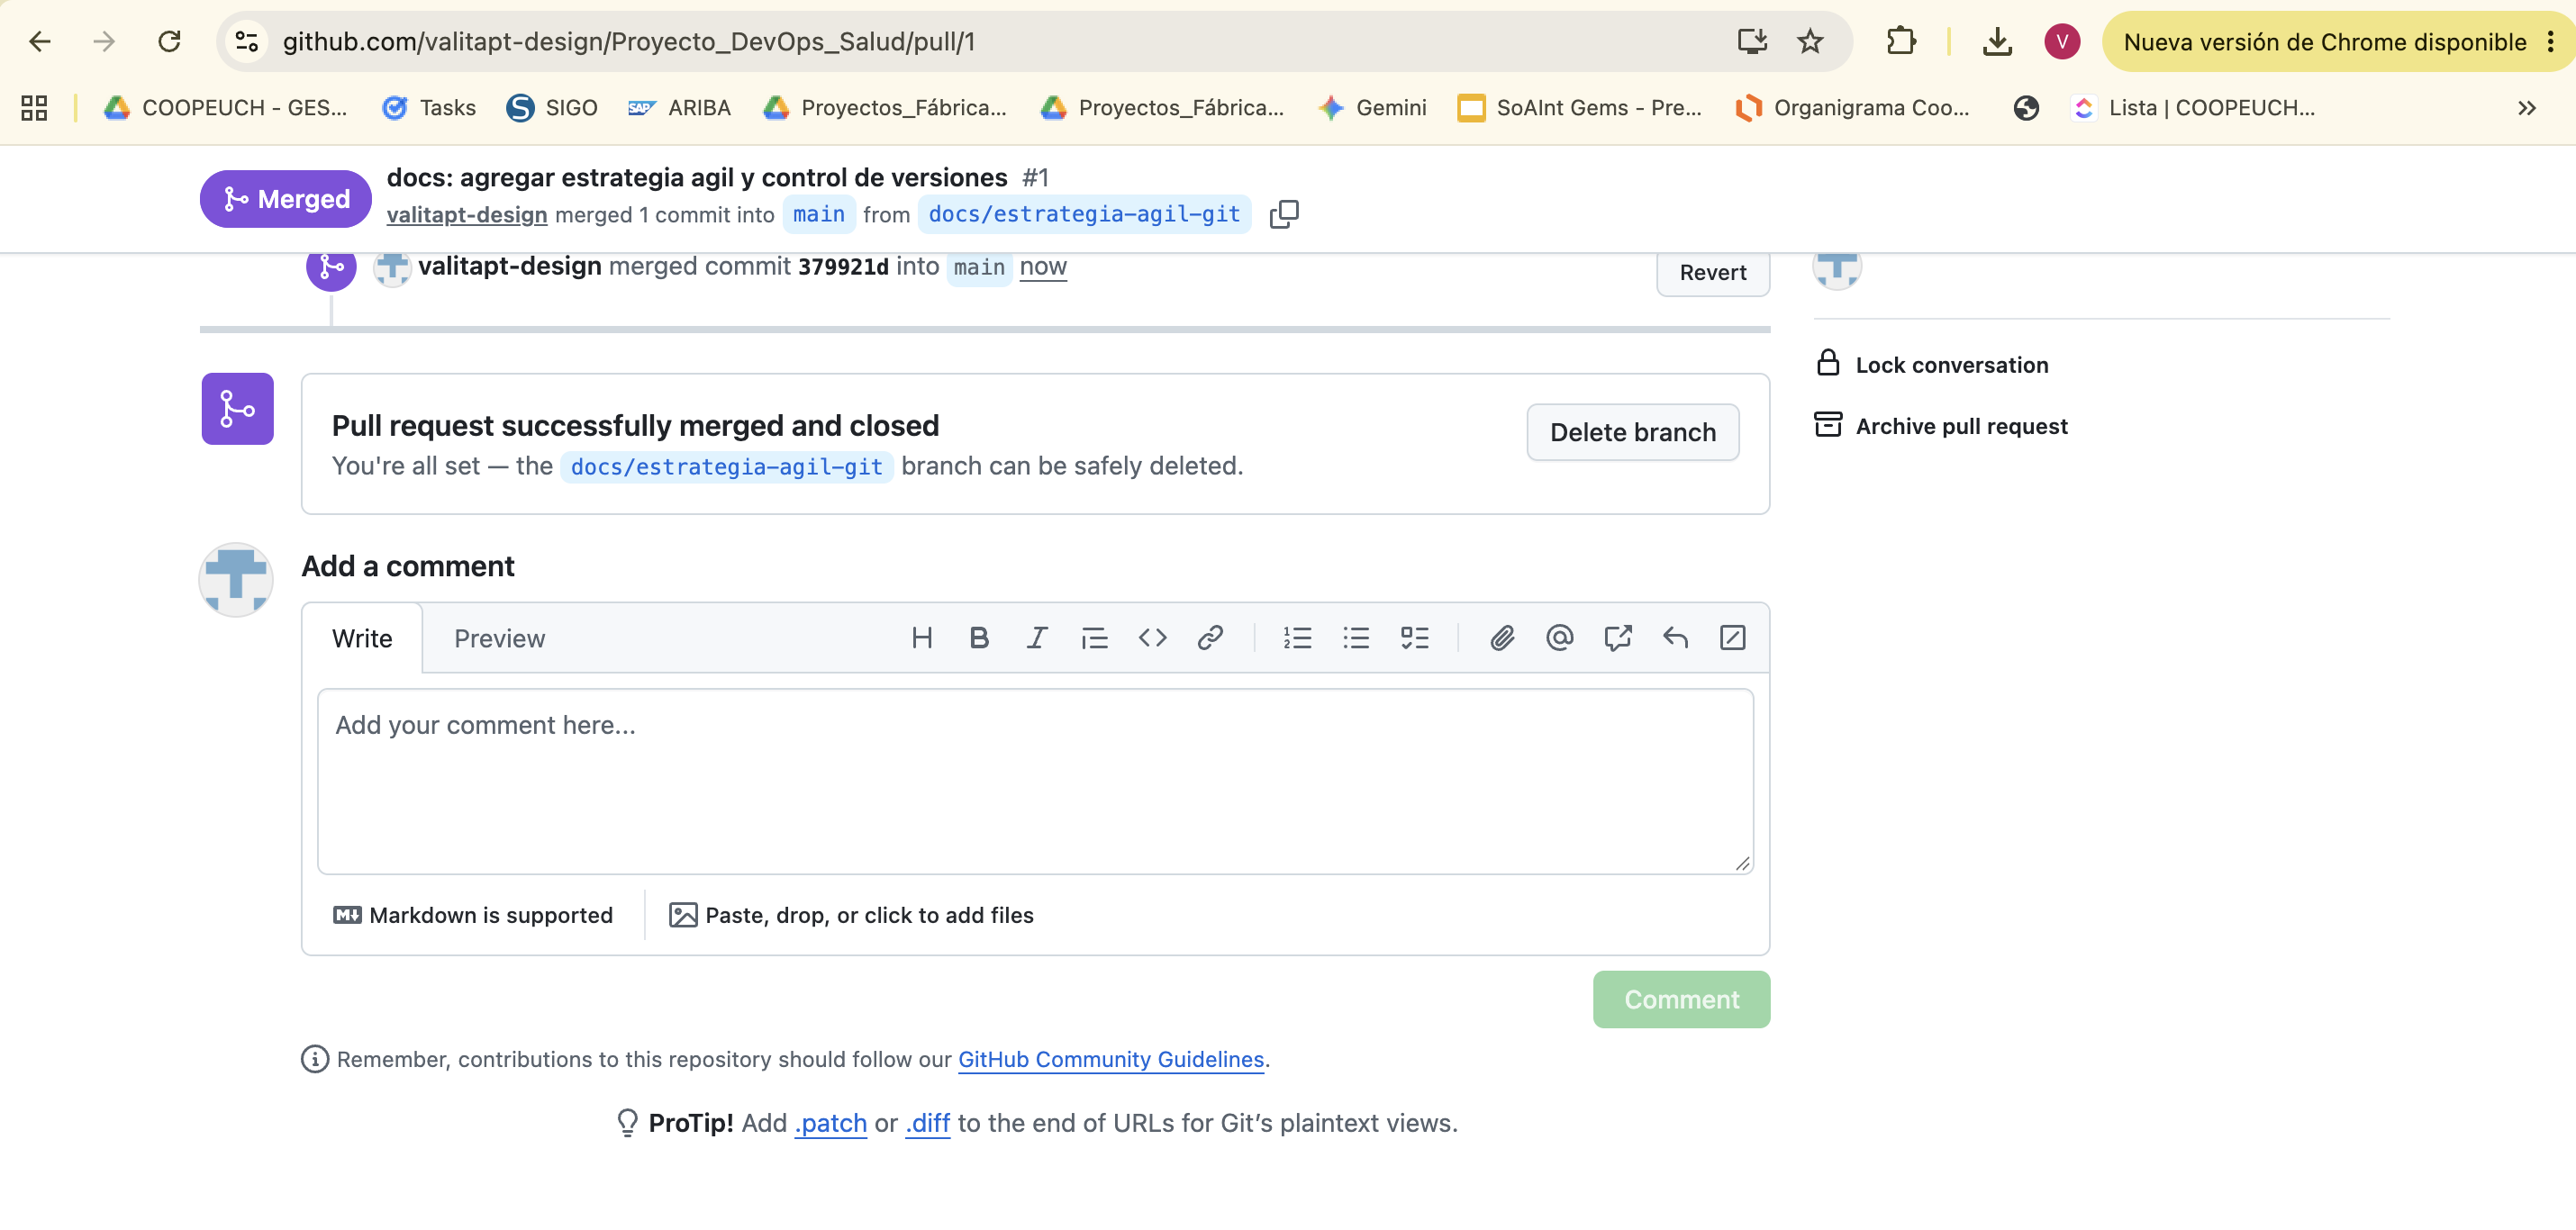 github.com/valitapt-design/Proyecto_DevOps_Salud/pull/1
V
Nueva versión de Chrome disponible
COOPEUCH - GES...
Tasks
S
SIGO
SAP
ARIBA
Proyectos_Fábrica...
Proyectos_Fábrica...
Gemini
SoAInt Gems - Pre...
Organigrama Coo...
Lista | COOPEUCH...
Merged
docs: agregar estrategia agil y control de versiones #1
valitapt-design merged 1 commit into main from docs/estrategia-agil-git
valitapt-design merged commit 379921d into main now
Revert
Lock conversation
Archive pull request
Pull request successfully merged and closed
You're all set — the docs/estrategia-agil-git branch can be safely deleted.
Delete branch
Add a comment
Write
Preview
Add your comment here...
Markdown is supported
Paste, drop, or click to add files
Comment
Remember, contributions to this repository should follow our GitHub Community Guidelines.
ProTip! Add .patch or .diff to the end of URLs for Git's plaintext views.